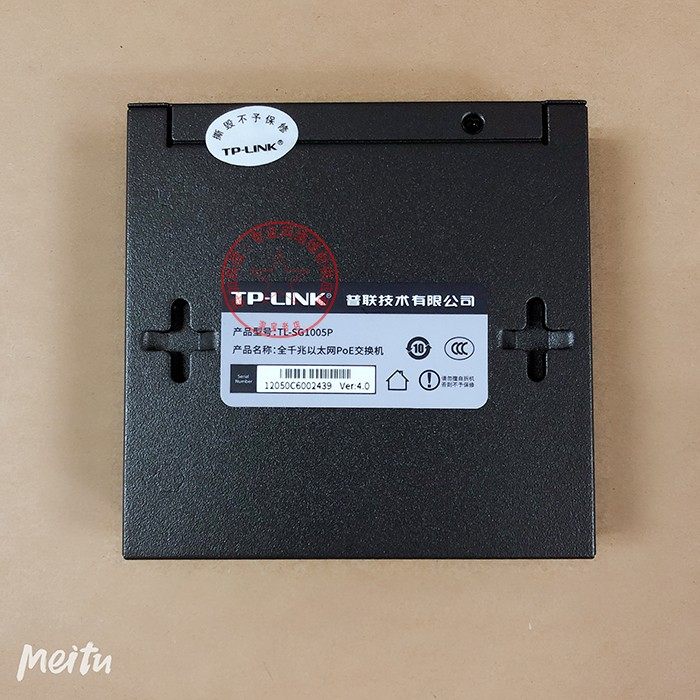 撕毁不予保修
TP-LINK®
TP-LINK® 普联技术有限公司
产品型号:TL-SG1005P
产品名称:全千兆以太网PoE交换机
10
CCC
Serial
Number
12050C6002439 Ver:4.0
请勿擅自拆机
否则不予保修
Meitu